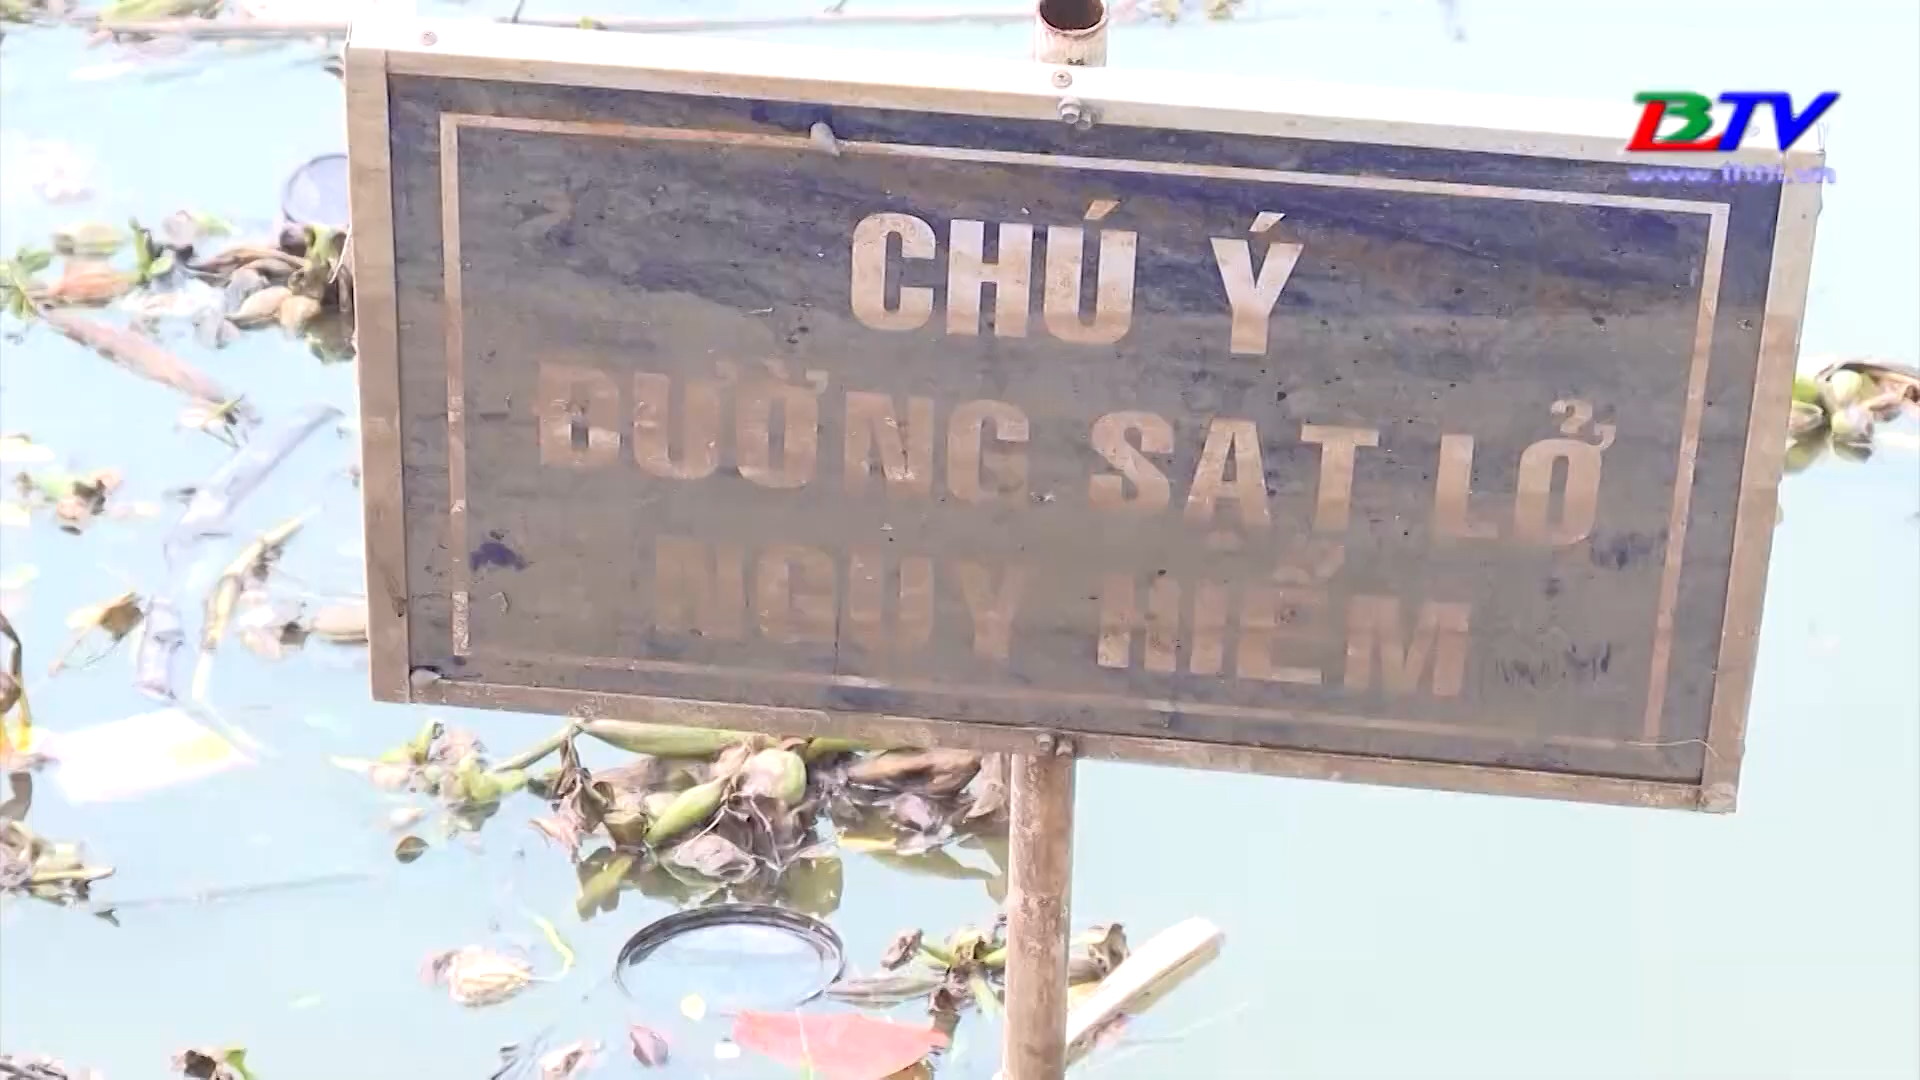 BTV
CHÚ Ý
ĐƯỜNG SẠT LỞ
NGUY HIỂM